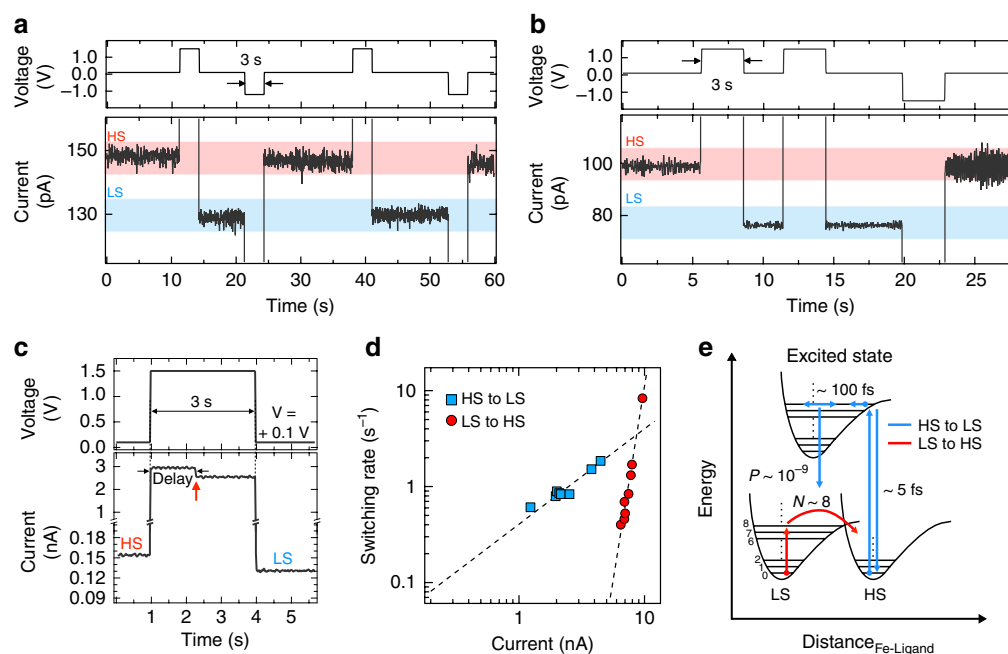 a
Voltage (V)
1.0
0.0
−1.0
3 s
Current (pA)
150
130
HS
LS
0 10 20 30 40 50 60
Time (s)
b
Voltage (V)
1.0
0.0
−1.0
3 s
Current (pA)
100
80
HS
LS
0 5 10 15 20 25
Time (s)
c
Voltage (V)
1.5
1.0
0.5
0.0
3 s
V =
+ 0.1 V
Current (nA)
3
2
1
0.18
0.15
0.12
0.09
Delay
HS
LS
0 1 2 3 4 5
Time (s)
d
Switching rate (s⁻¹)
10
1
0.1
HS to LS
LS to HS
1 10
Current (nA)
e
Excited state
~ 100 fs
HS to LS
LS to HS
P ~ 10⁻⁹
N ~ 8
~ 5 fs
Energy
8
7
6
2
1
0
2
1
0
LS HS
Distance_Fe-Ligand